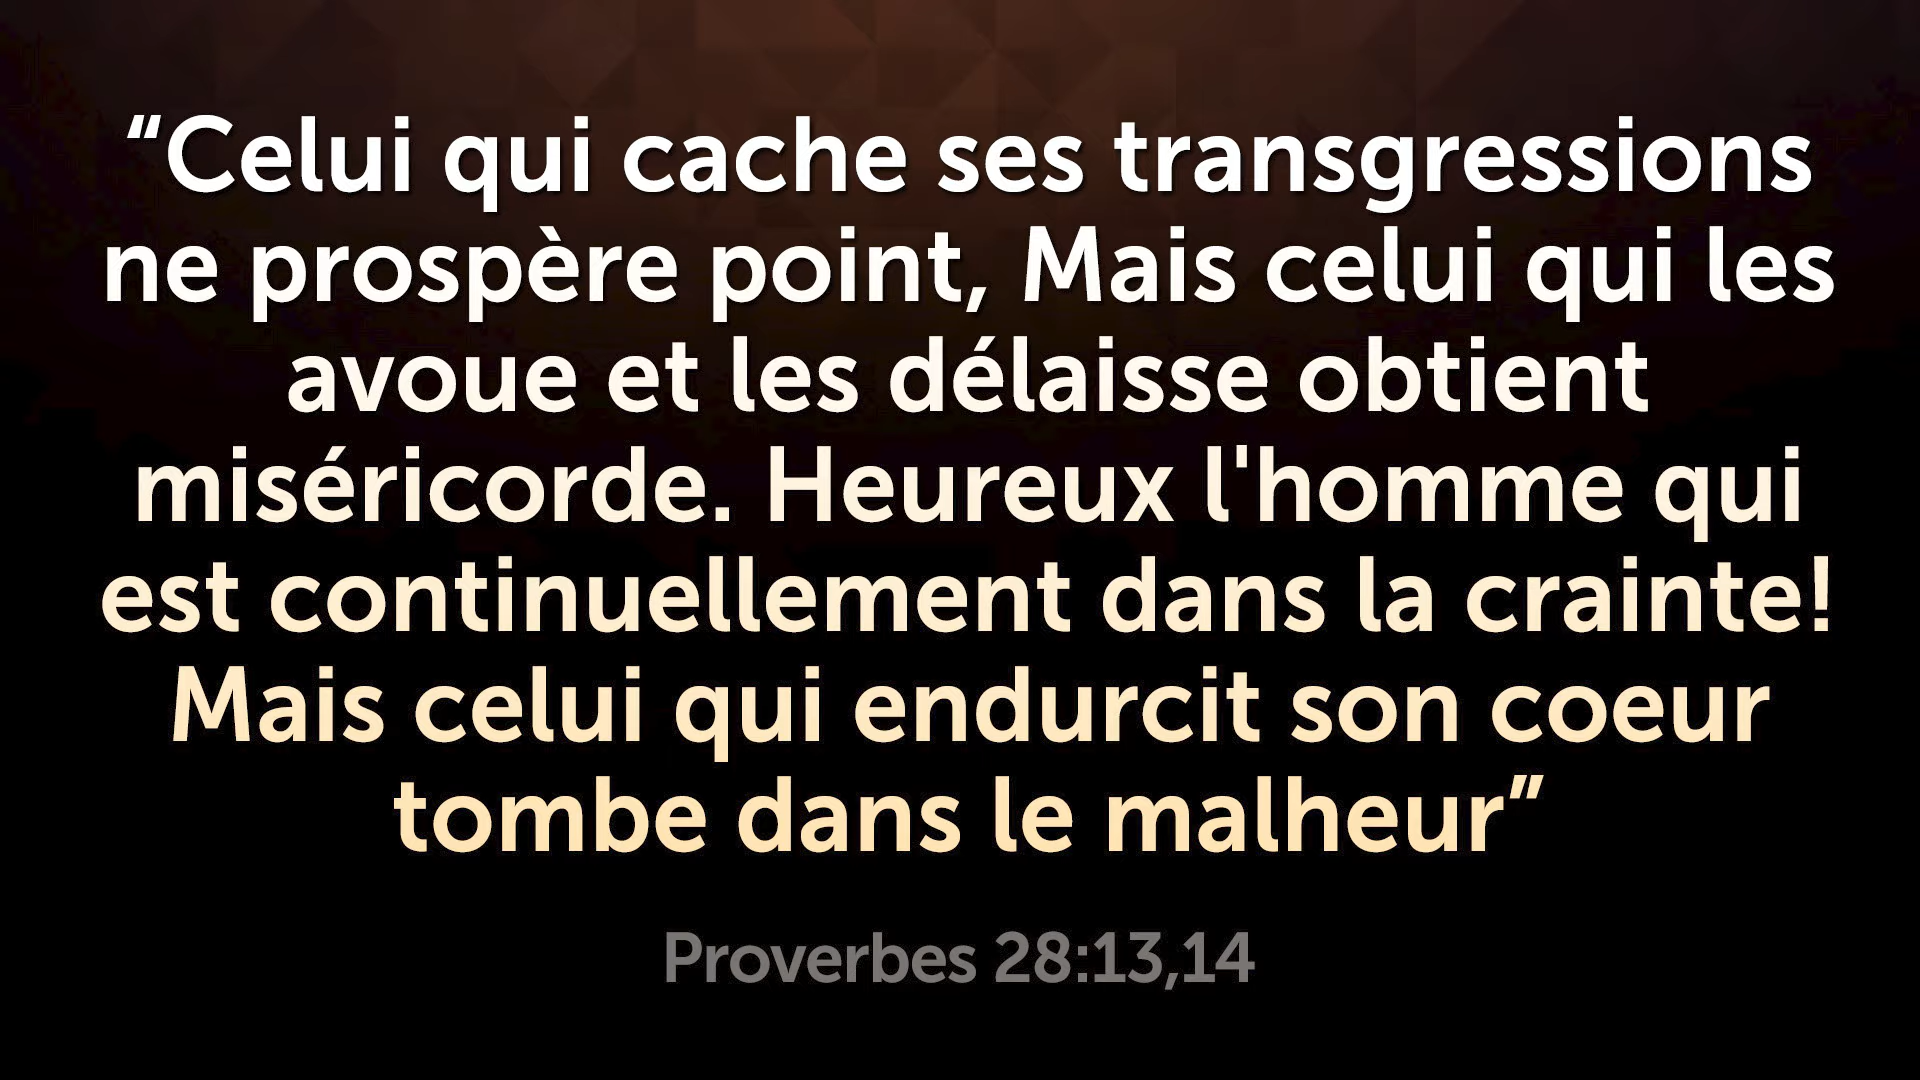 “Celui qui cache ses transgressions
ne prospère point, Mais celui qui les
avoue et les délaisse obtient
miséricorde. Heureux l'homme qui
est continuellement dans la crainte!
Mais celui qui endurcit son coeur
tombe dans le malheur”
Proverbes 28:13,14